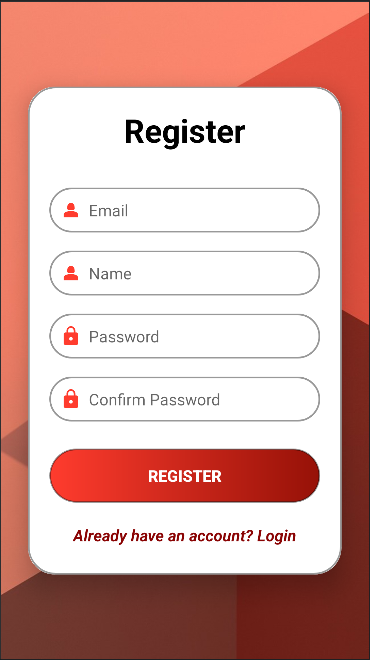 Register
Email
Name
Password
Confirm Password
REGISTER
Already have an account? Login